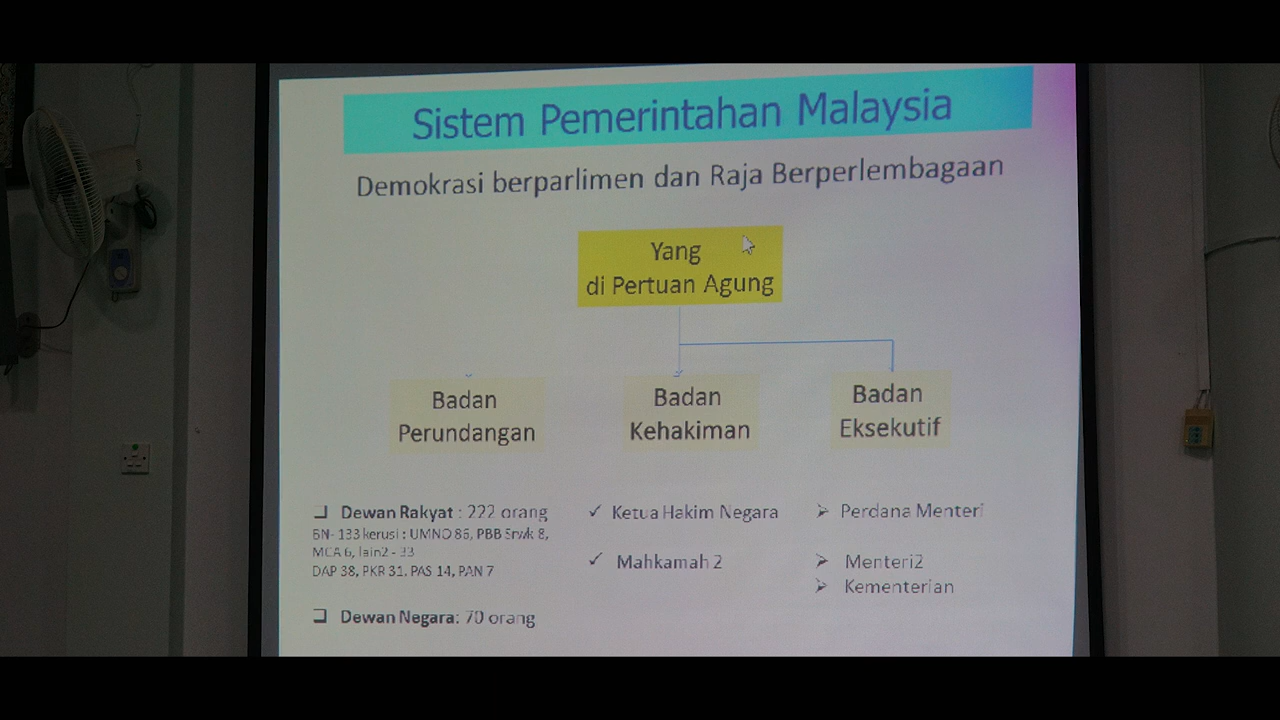 Sistem Pemerintahan Malaysia
Demokrasi berparlimen dan Raja Berperlembagaan
Yang
di Pertuan Agung
Badan
Perundangan
Badan
Kehakiman
Badan
Eksekutif
Dewan Rakyat : 222 orang
BN- 133 kerusi : UMNO 86, PBB Srwk 8,
MCA 6, lain2 - 33
DAP 38, PKR 31, PAS 14, PAN 7
Dewan Negara: 70 orang
Ketua Hakim Negara
Mahkamah 2
Perdana Menteri
Menteri2
Kementerian